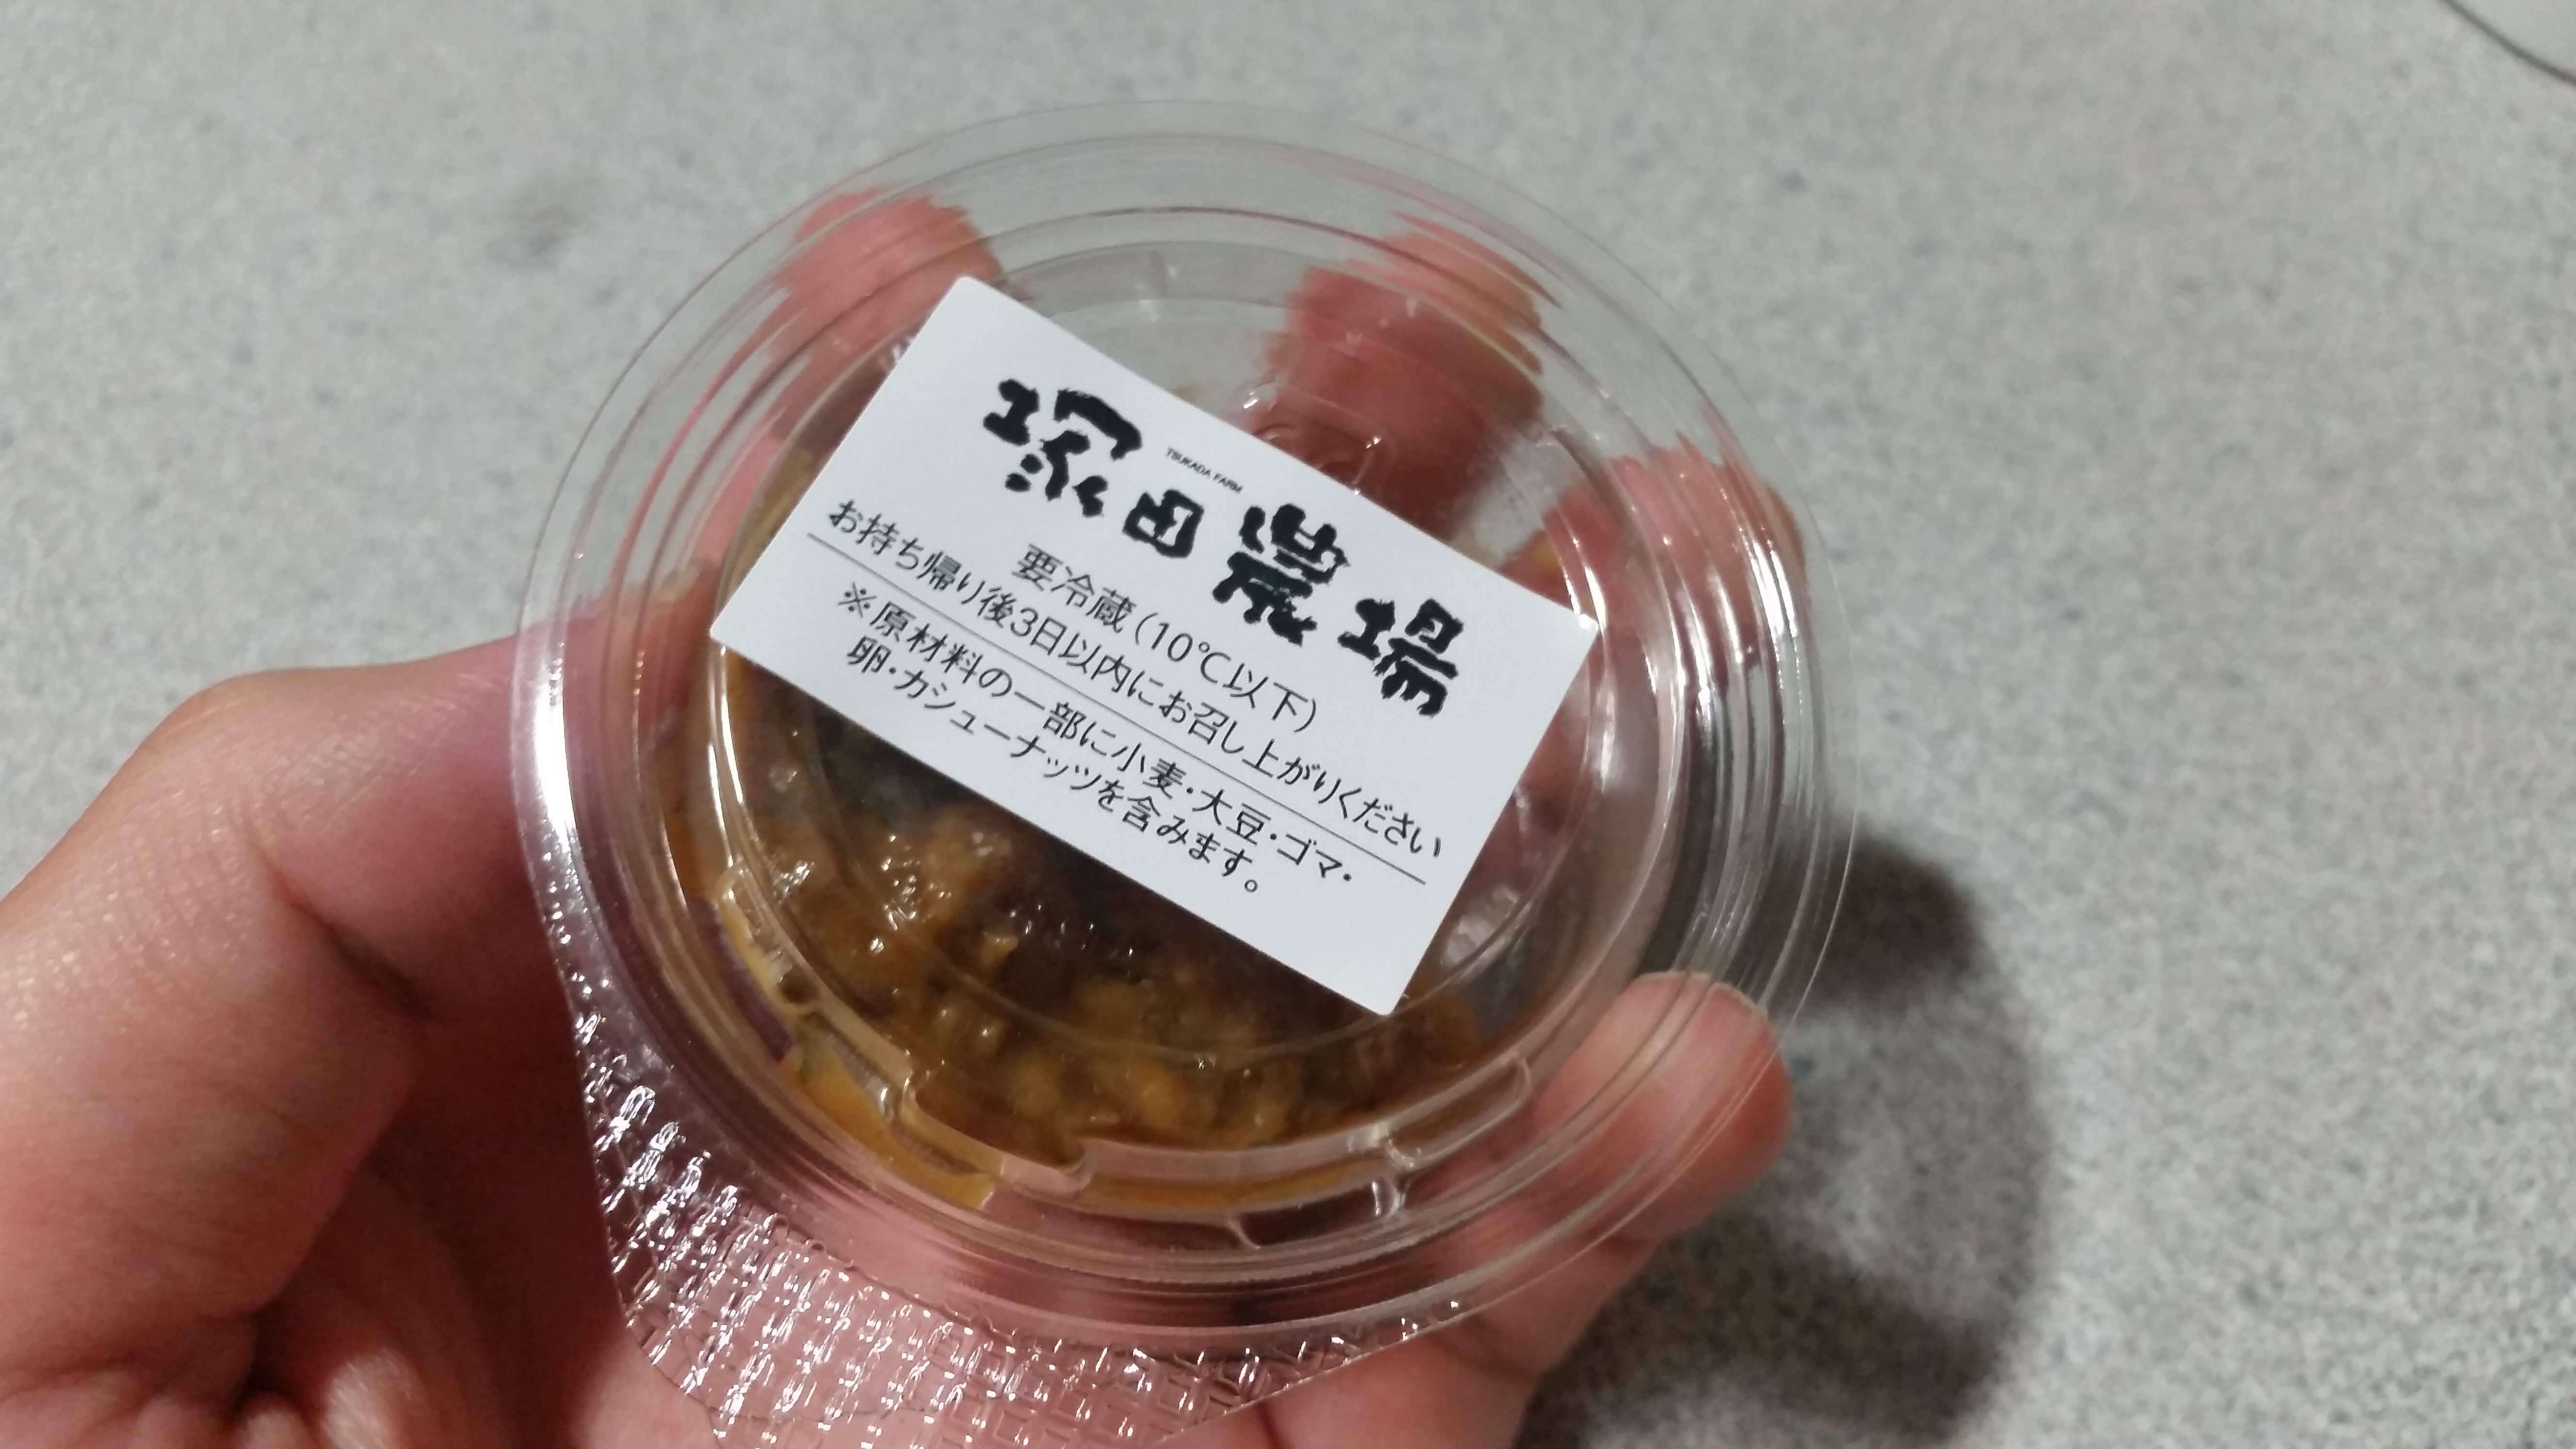 塚田農場
TSUKADA FARM
要冷蔵(10℃以下)
お持ち帰り後3日以内にお召し上がりください
※原材料の一部に小麦・大豆・ゴマ・
卵・カシューナッツを含みます。